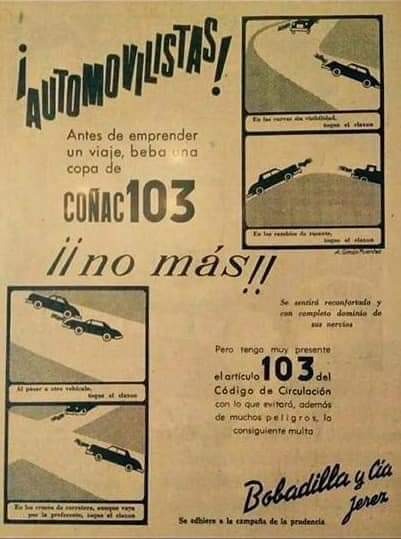 ¡AUTOMOVILISTAS!
Antes de emprender
un viaje, beba una
copa de
COÑAC 103
En las curvas sin visibilidad,
toque el claxon
En los cambios de rasante,
toque el claxon
¡¡no más!!
Se sentirá reconfortado y
con completo dominio de
sus nervios
Al pasar a otro vehículo,
toque el claxon
Pero tenga muy presente
el artículo 103 del
Código de Circulación
con lo que evitará, además
de muchos peligros, la
consiguiente multa
En los cruces de carretera, aunque vaya
por la preferente, toque el claxon
Bobadilla y Cía
Jerez
Se adhiere a la campaña de la prudencia